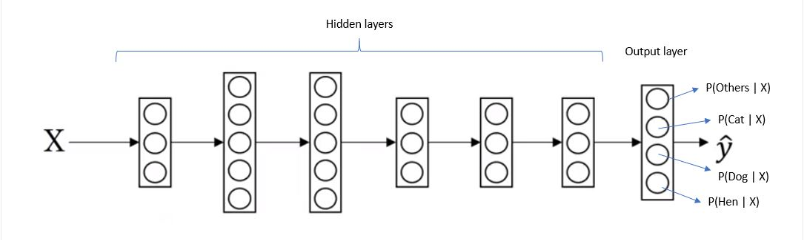 Hidden layers
Output layer
P(Others | X)
P(Cat | X)
X
ŷ
P(Dog | X)
P(Hen | X)